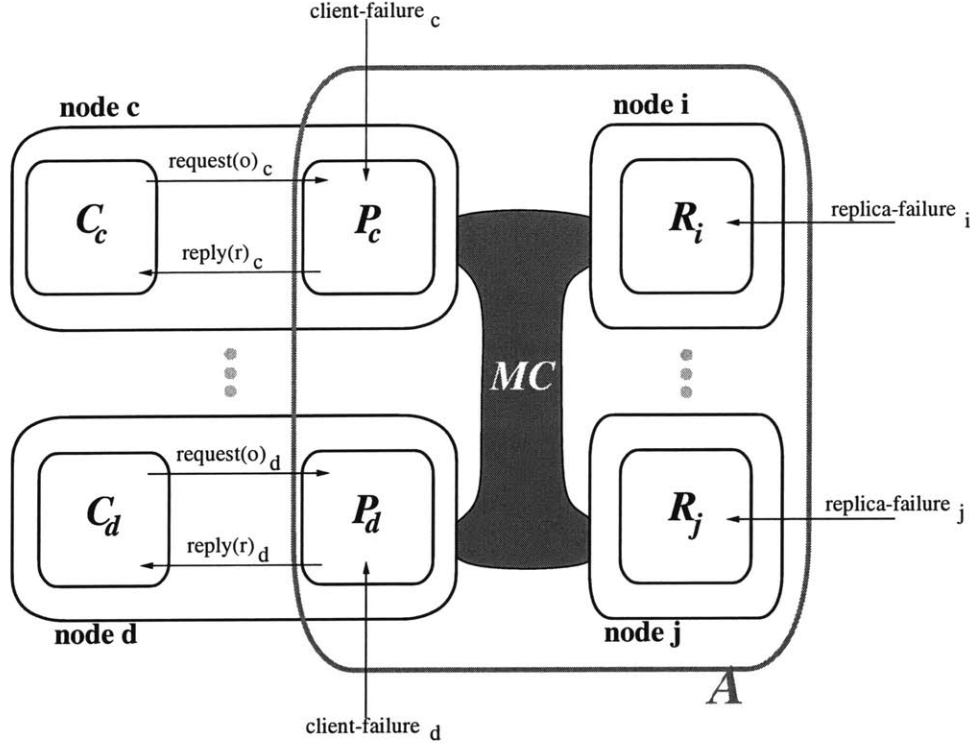 client-failure c
node c
node i
request(o) c
C c
P c
R i
replica-failure i
reply(r) c
MC
request(o) d
C d
P d
R j
replica-failure j
reply(r) d
node d
node j
A
client-failure d